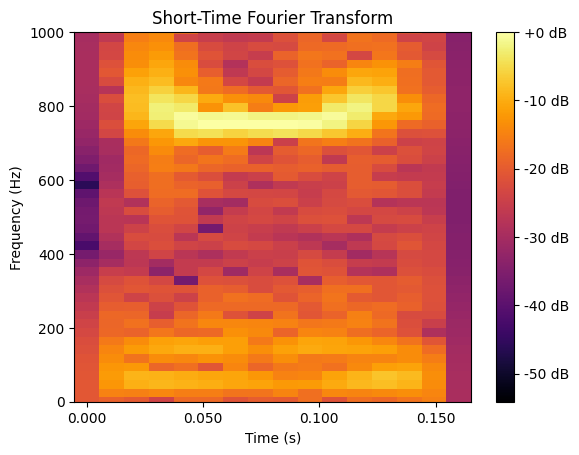 Short-Time Fourier Transform
1000
800
600
400
200
0
Frequency (Hz)
0.000
0.050
0.100
0.150
Time (s)
+0 dB
-10 dB
-20 dB
-30 dB
-40 dB
-50 dB